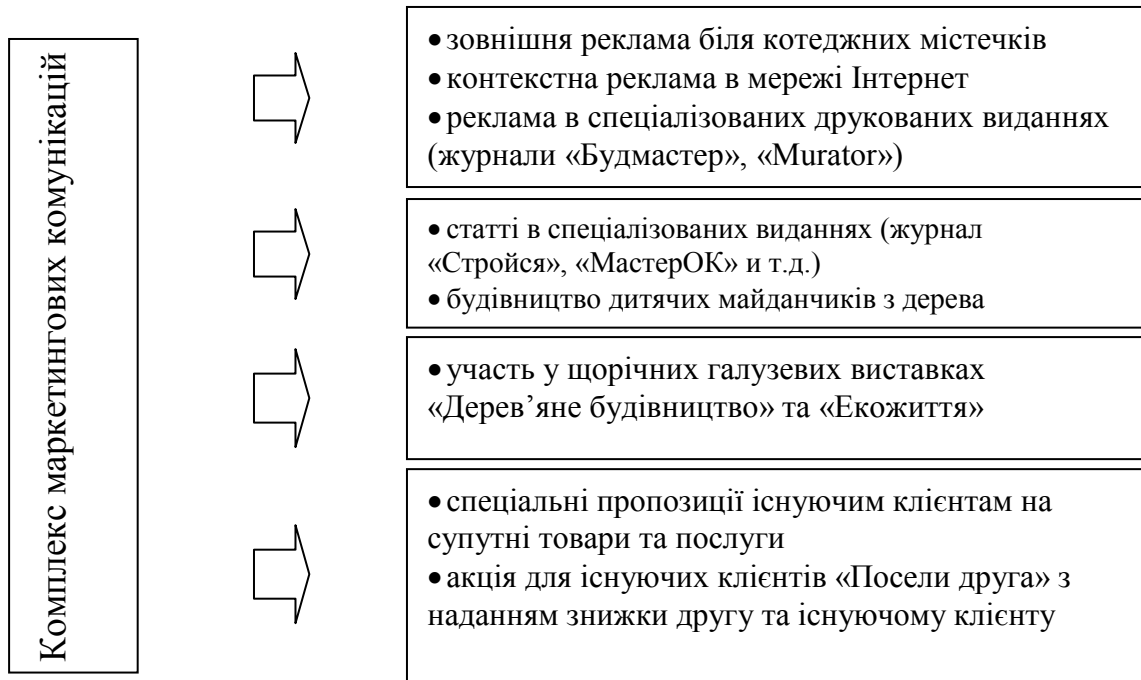 Комплекс маркетингових комунікацій
•зовнішня реклама біля котеджних містечків
•контекстна реклама в мережі Інтернет
•реклама в спеціалізованих друкованих виданнях
(журнали «Будмастер», «Murator»)
•статті в спеціалізованих виданнях (журнал
«Стройся», «МастерОК» и т.д.)
•будівництво дитячих майданчиків з дерева
•участь у щорічних галузевих виставках
«Дерев’яне будівництво» та «Екожиття»
•спеціальні пропозиції існуючим клієнтам на
супутні товари та послуги
•акція для існуючих клієнтів «Посели друга» з
наданням знижки другу та існуючому клієнту